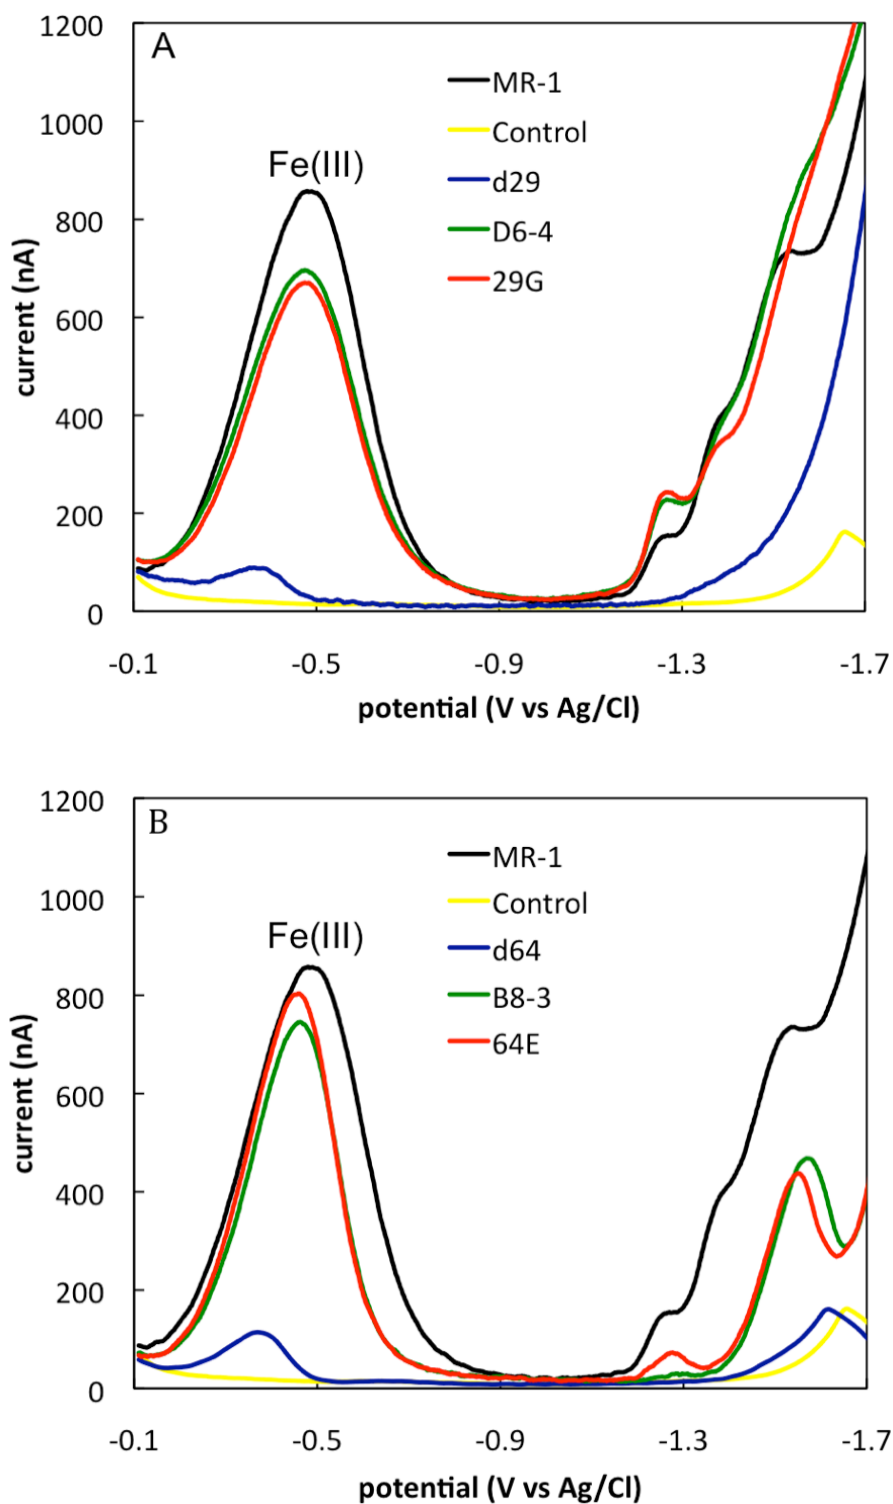 1200
A
MR-1
1000
Control
Fe(III)
d29
800
D6-4
29G
600
current (nA)
400
200
0
-0.1 -0.5 -0.9 -1.3 -1.7
potential (V vs Ag/Cl)
1200
B
MR-1
1000
Control
Fe(III)
d64
800
B8-3
64E
600
current (nA)
400
200
0
-0.1 -0.5 -0.9 -1.3 -1.7
potential (V vs Ag/Cl)